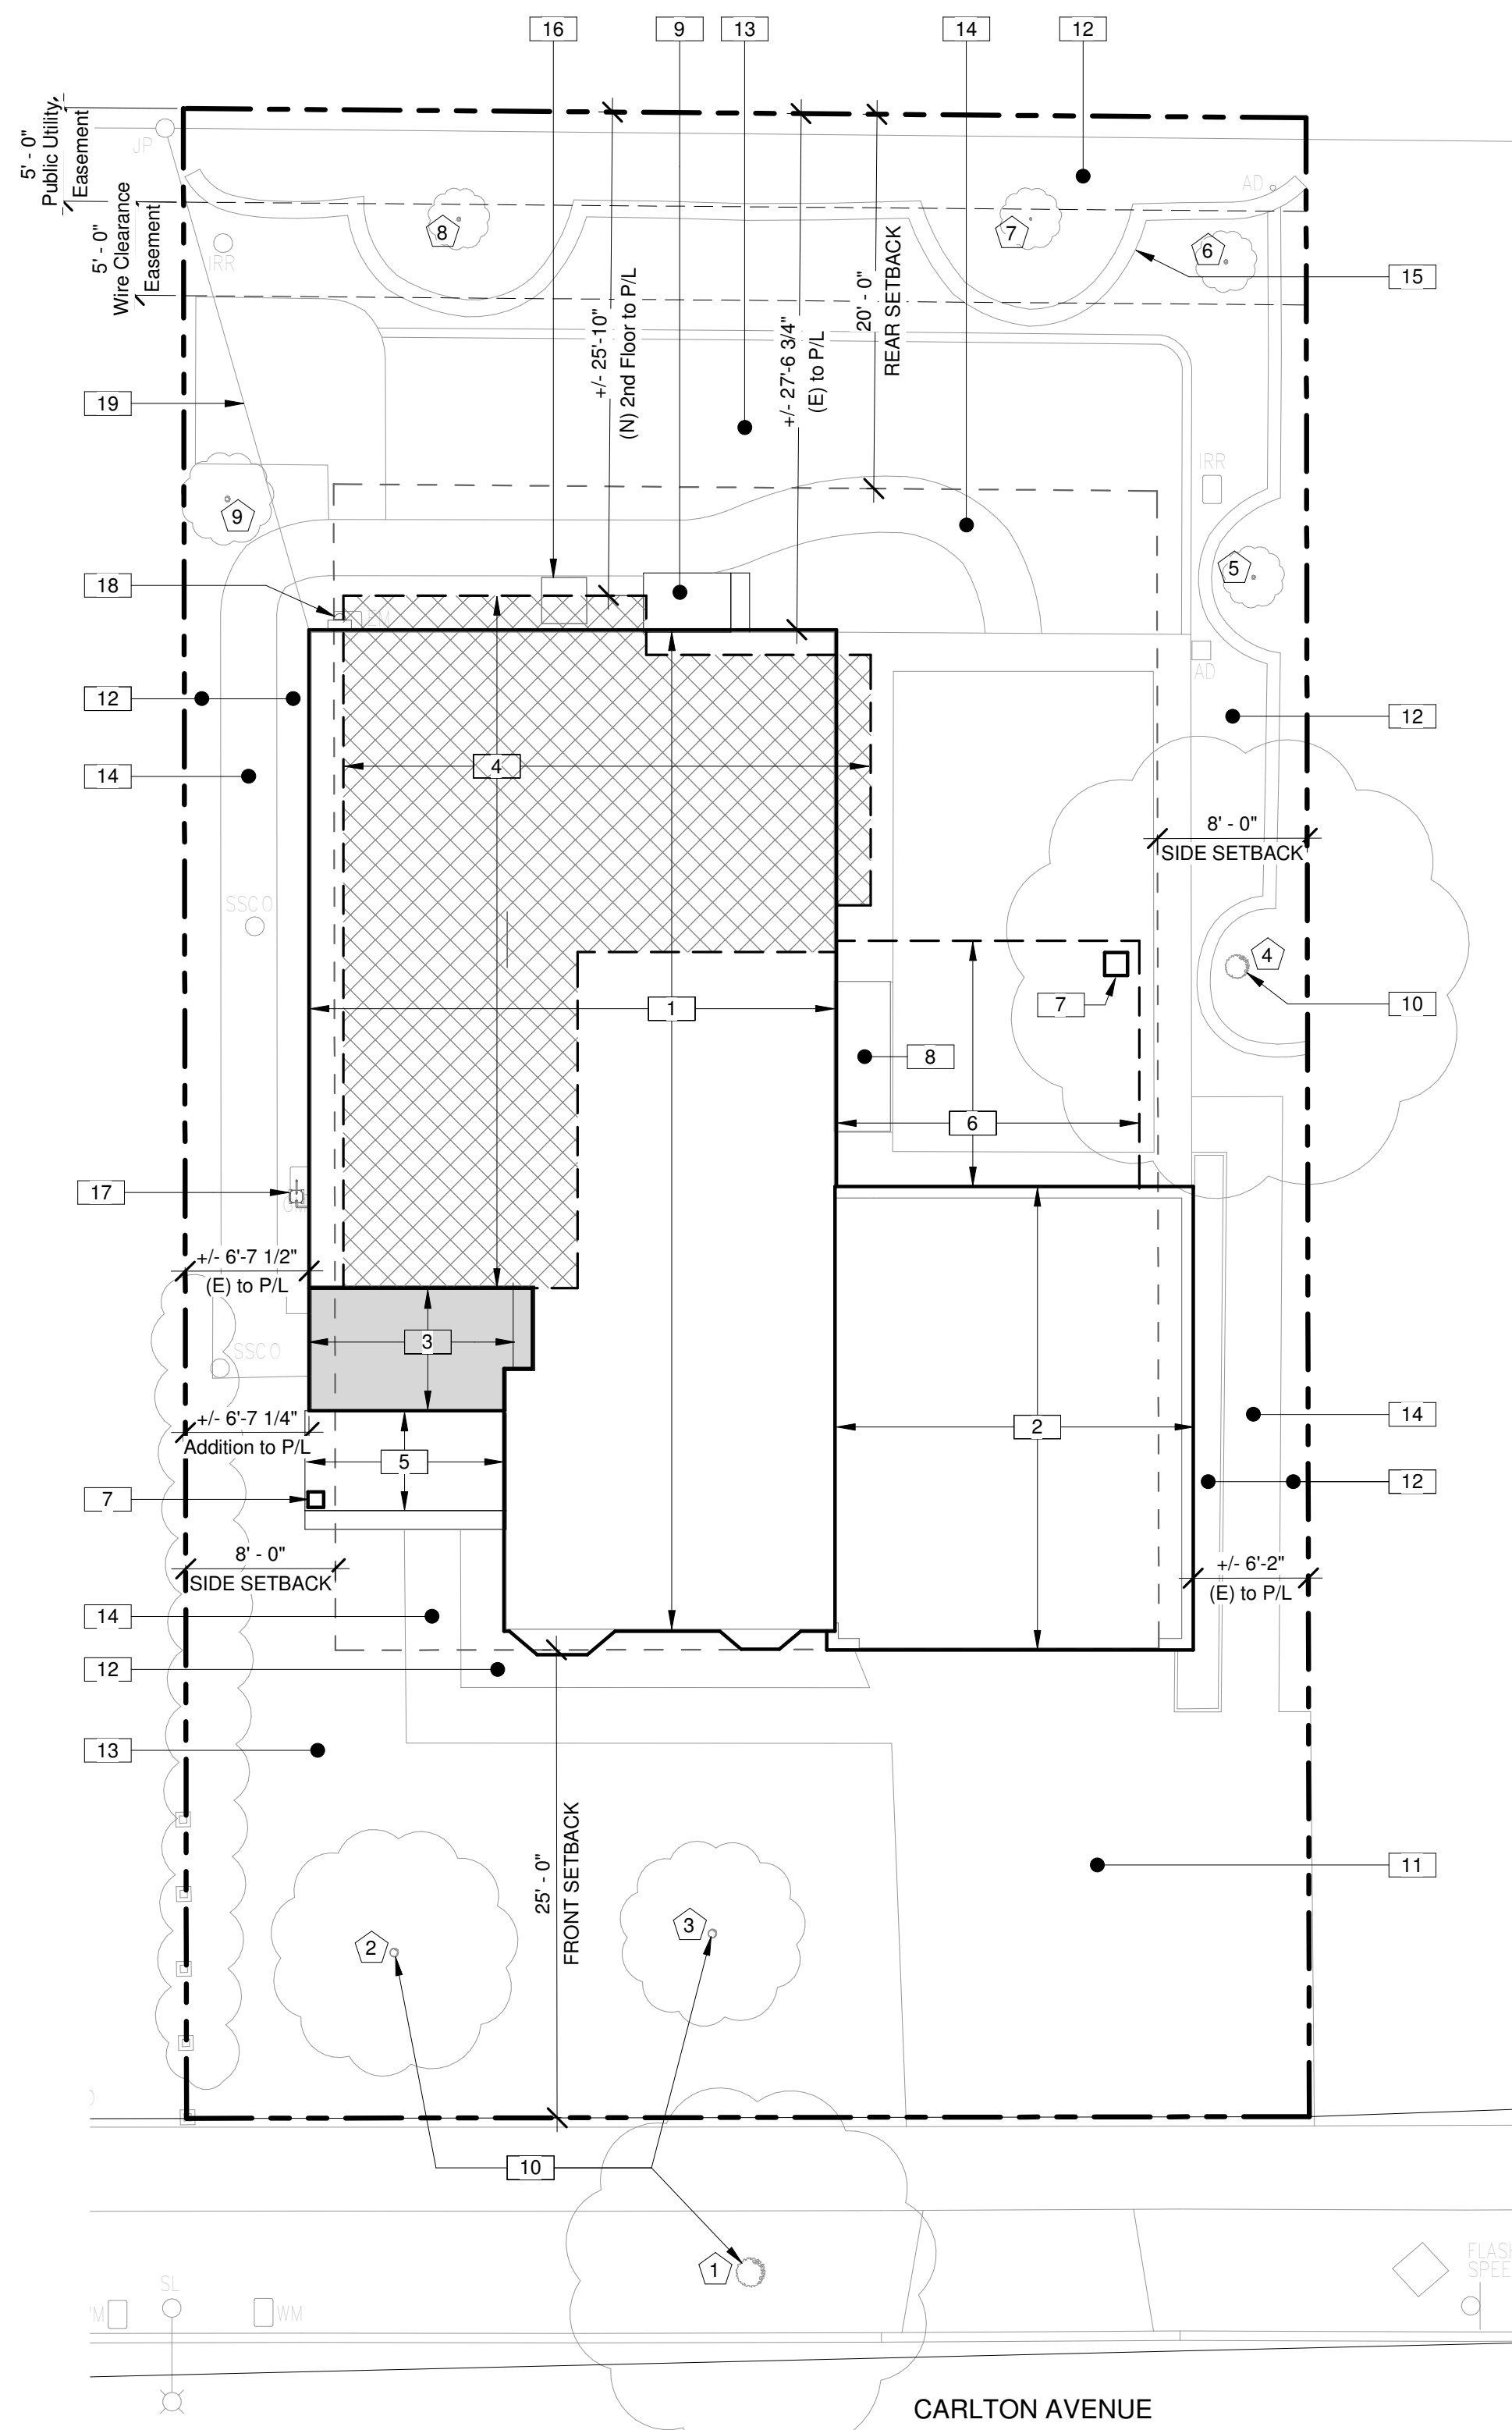 16
9
13
14
12
5' - 0"
Public Utility
Easement
JP
AD
5' - 0"
Wire Clearance
Easement
8
7
6
IRR
15
+/- 25'-10"
(N) 2nd Floor to P/L
+/- 27'-6 3/4"
(E) to P/L
20' - 0"
REAR SETBACK
19
IRR
9
5
18
EM
AD
12
12
4
14
8' - 0"
SIDE SETBACK
SSCO
4
7
1
10
8
6
17
+/- 6'-7 1/2"
(E) to P/L
3
SSCO
+/- 6'-7 1/4"
Addition to P/L
14
2
5
12
7
8' - 0"
SIDE SETBACK
+/- 6'-2"
(E) to P/L
14
12
13
25' - 0"
FRONT SETBACK
11
2
3
10
1
SL
WM
CARLTON AVENUE